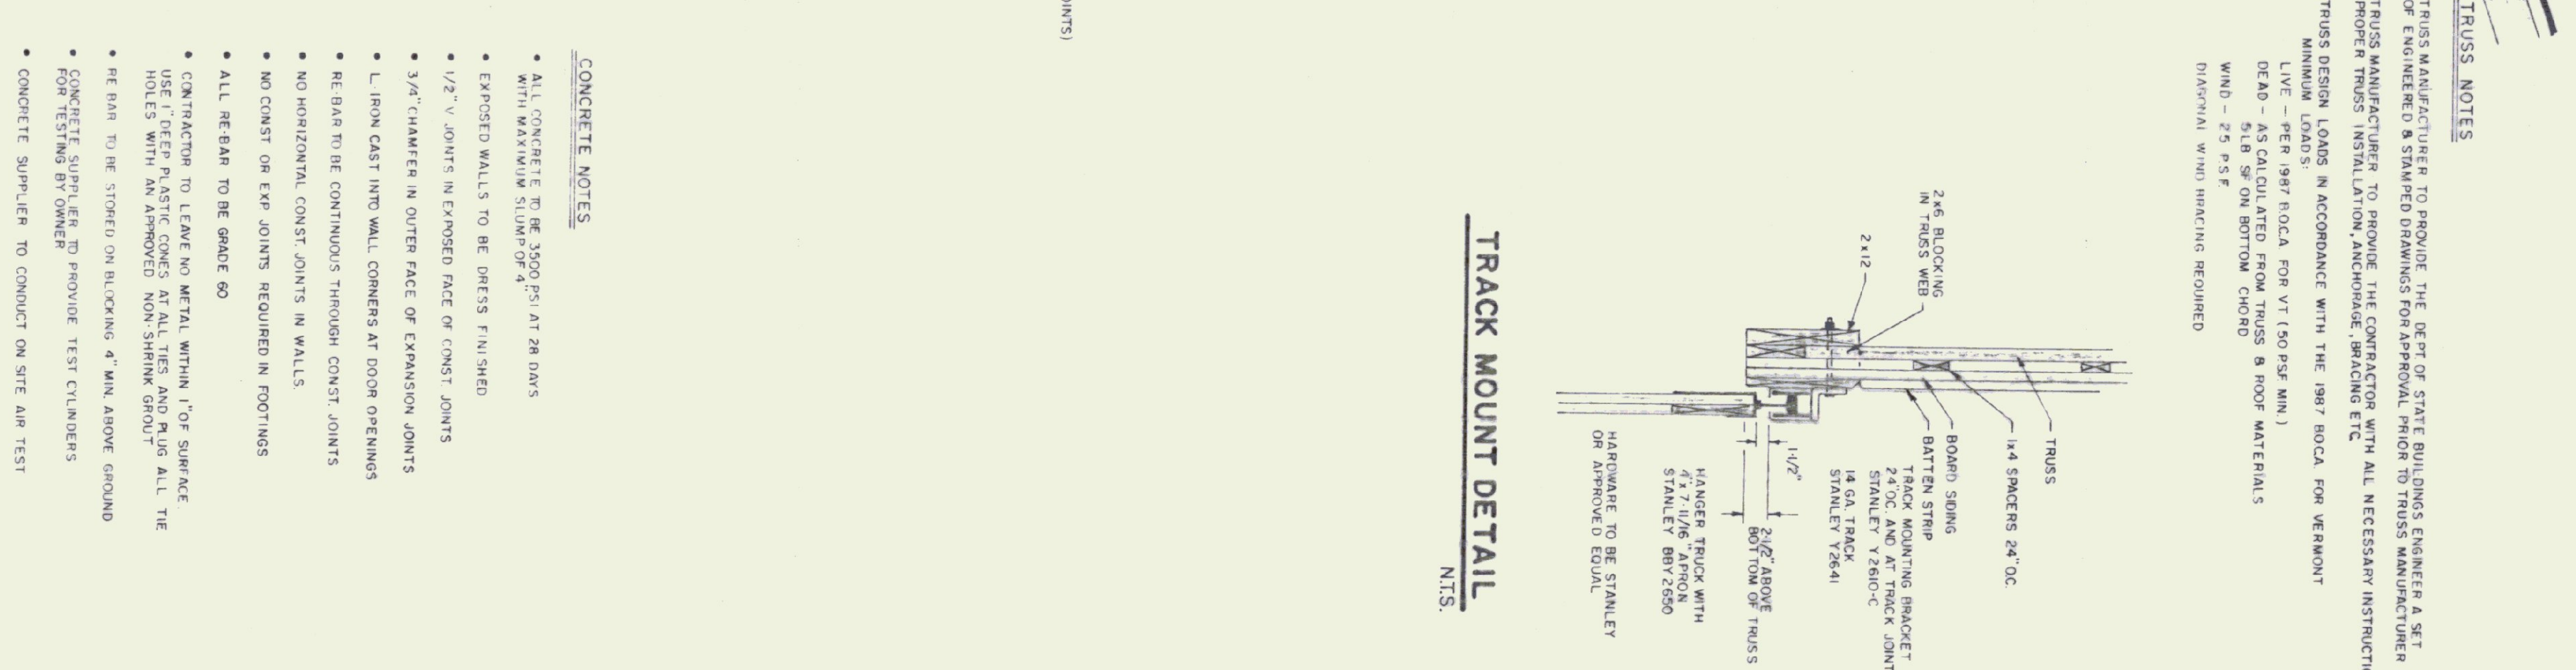 TRUSS NOTES
TRUSS MANUFACTURER TO PROVIDE THE DEPT. OF STATE BUILDINGS ENGINEER A SET
OF ENGINEERED & STAMPED DRAWINGS FOR APPROVAL PRIOR TO TRUSS MANUFACTURER
TRUSS MANUFACTURER TO PROVIDE THE CONTRACTOR WITH ALL NECESSARY INSTRUCTI
PROPER TRUSS INSTALLATION, ANCHORAGE, BRACING ETC.
TRUSS DESIGN LOADS IN ACCORDANCE WITH THE 1987 B.O.C.A. FOR VERMONT
MINIMUM LOADS:
LIVE - PER 1987 B.O.C.A. FOR VT (50 PSF. MIN.)
DEAD - AS CALCULATED FROM TRUSS & ROOF MATERIALS
5 LB SF ON BOTTOM CHORD
WIND - 25 P.S.F.
DIAGONAL WIND BRACING REQUIRED
2x6 BLOCKING
IN TRUSS WEB
2x12
TRUSS
1x4 SPACERS 24" O.C.
BOARD SIDING
BATTEN STRIP
TRACK MOUNTING BRACKET
24" O.C. AND AT TRACK JOINT
STANLEY Y2610-C
14 GA. TRACK
STANLEY Y2641
1-1/2"
2-1/2" ABOVE
BOTTOM OF TRUSS
HANGER TRUCK WITH
4" x 7-11/16" APRON
STANLEY BBY2650
HARDWARE TO BE STANLEY
OR APPROVED EQUAL
TRACK MOUNT DETAIL
N.T.S.
OINTS)
CONCRETE NOTES
• ALL CONCRETE TO BE 3500 PSI AT 28 DAYS
WITH MAXIMUM SLUMP OF 4".
• EXPOSED WALLS TO BE DRESS FINISHED
• 1/2" V JOINTS IN EXPOSED FACE OF CONST. JOINTS
• 3/4" CHAMFER IN OUTER FACE OF EXPANSION JOINTS
• L. IRON CAST INTO WALL CORNERS AT DOOR OPENINGS
• RE-BAR TO BE CONTINUOUS THROUGH CONST. JOINTS
• NO HORIZONTAL CONST. JOINTS IN WALLS.
• NO CONST OR EXP JOINTS REQUIRED IN FOOTINGS
• ALL RE-BAR TO BE GRADE 60
• CONTRACTOR TO LEAVE NO METAL WITHIN 1" OF SURFACE.
USE 1" DEEP PLASTIC CONES AT ALL TIES AND PLUG ALL TIE
HOLES WITH AN APPROVED NON-SHRINK GROUT
• RE BAR TO BE STORED ON BLOCKING 4" MIN. ABOVE GROUND
• CONCRETE SUPPLIER TO PROVIDE TEST CYLINDERS
FOR TESTING BY OWNER
• CONCRETE SUPPLIER TO CONDUCT ON SITE AIR TEST